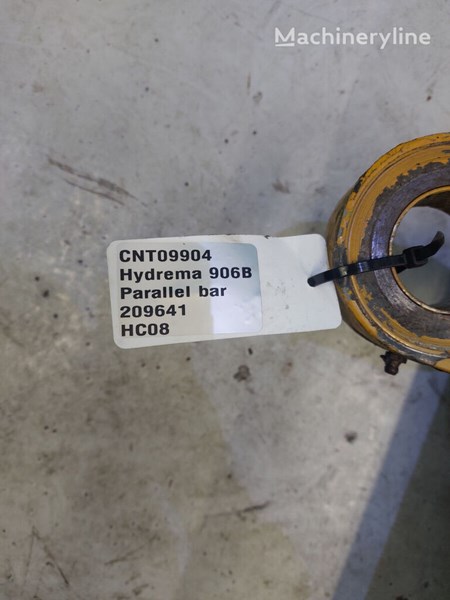 Machineryline
CNT09904
Hydrema 906B
Parallel bar
209641
HC08